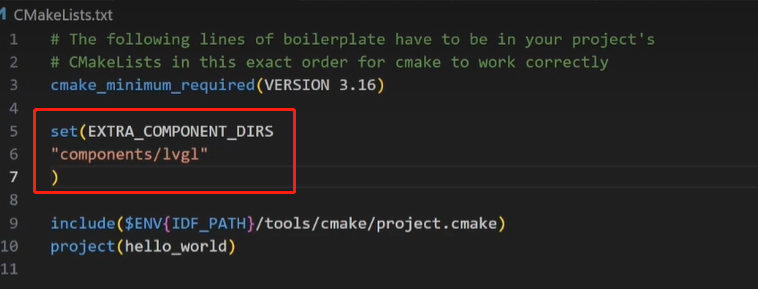 CMakeLists.txt
1 # The following lines of boilerplate have to be in your project's
2 # CMakeLists in this exact order for cmake to work correctly
3 cmake_minimum_required(VERSION 3.16)
4
5 set(EXTRA_COMPONENT_DIRS
6 "components/lvgl"
7 )
8
9 include($ENV{IDF_PATH}/tools/cmake/project.cmake)
10 project(hello_world)
11